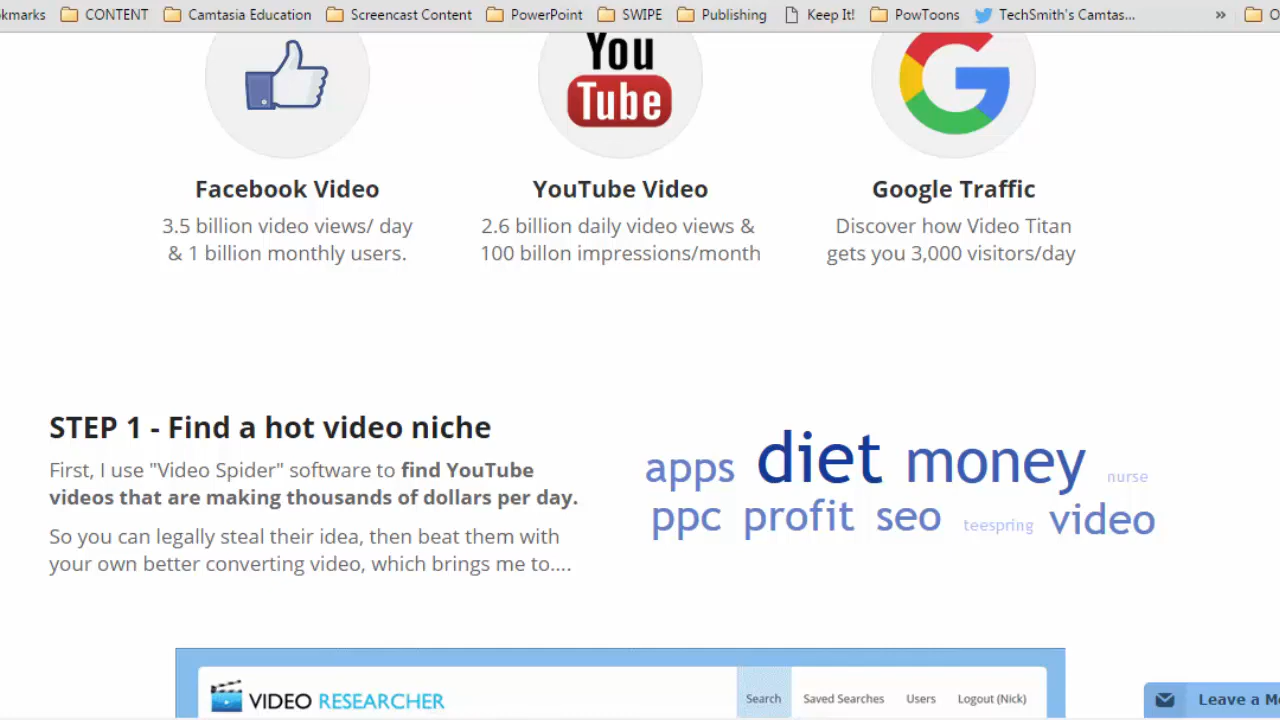 kmarks CONTENT Camtasia Education Screencast Content PowerPoint SWIPE Publishing Keep It! PowToons TechSmith's Camtas... »
You
Tube
Facebook Video
3.5 billion video views/ day
& 1 billion monthly users.
YouTube Video
2.6 billion daily video views &
100 billon impressions/month
Google Traffic
Discover how Video Titan
gets you 3,000 visitors/day
STEP 1 - Find a hot video niche
First, I use "Video Spider" software to find YouTube
videos that are making thousands of dollars per day.
So you can legally steal their idea, then beat them with
your own better converting video, which brings me to....
apps diet money nurse
ppc profit seo teespring video
VIDEO RESEARCHER
Search Saved Searches Users Logout (Nick)
Leave a